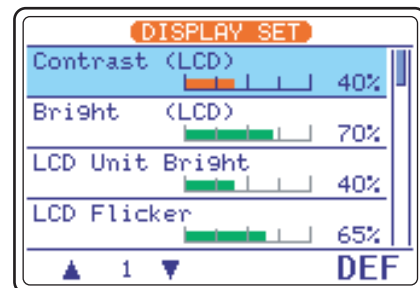 DISPLAY SET
Contrast (LCD)
40%
Bright (LCD)
70%
LCD Unit Bright
40%
LCD Flicker
65%
▲ 1 ▼ DEF